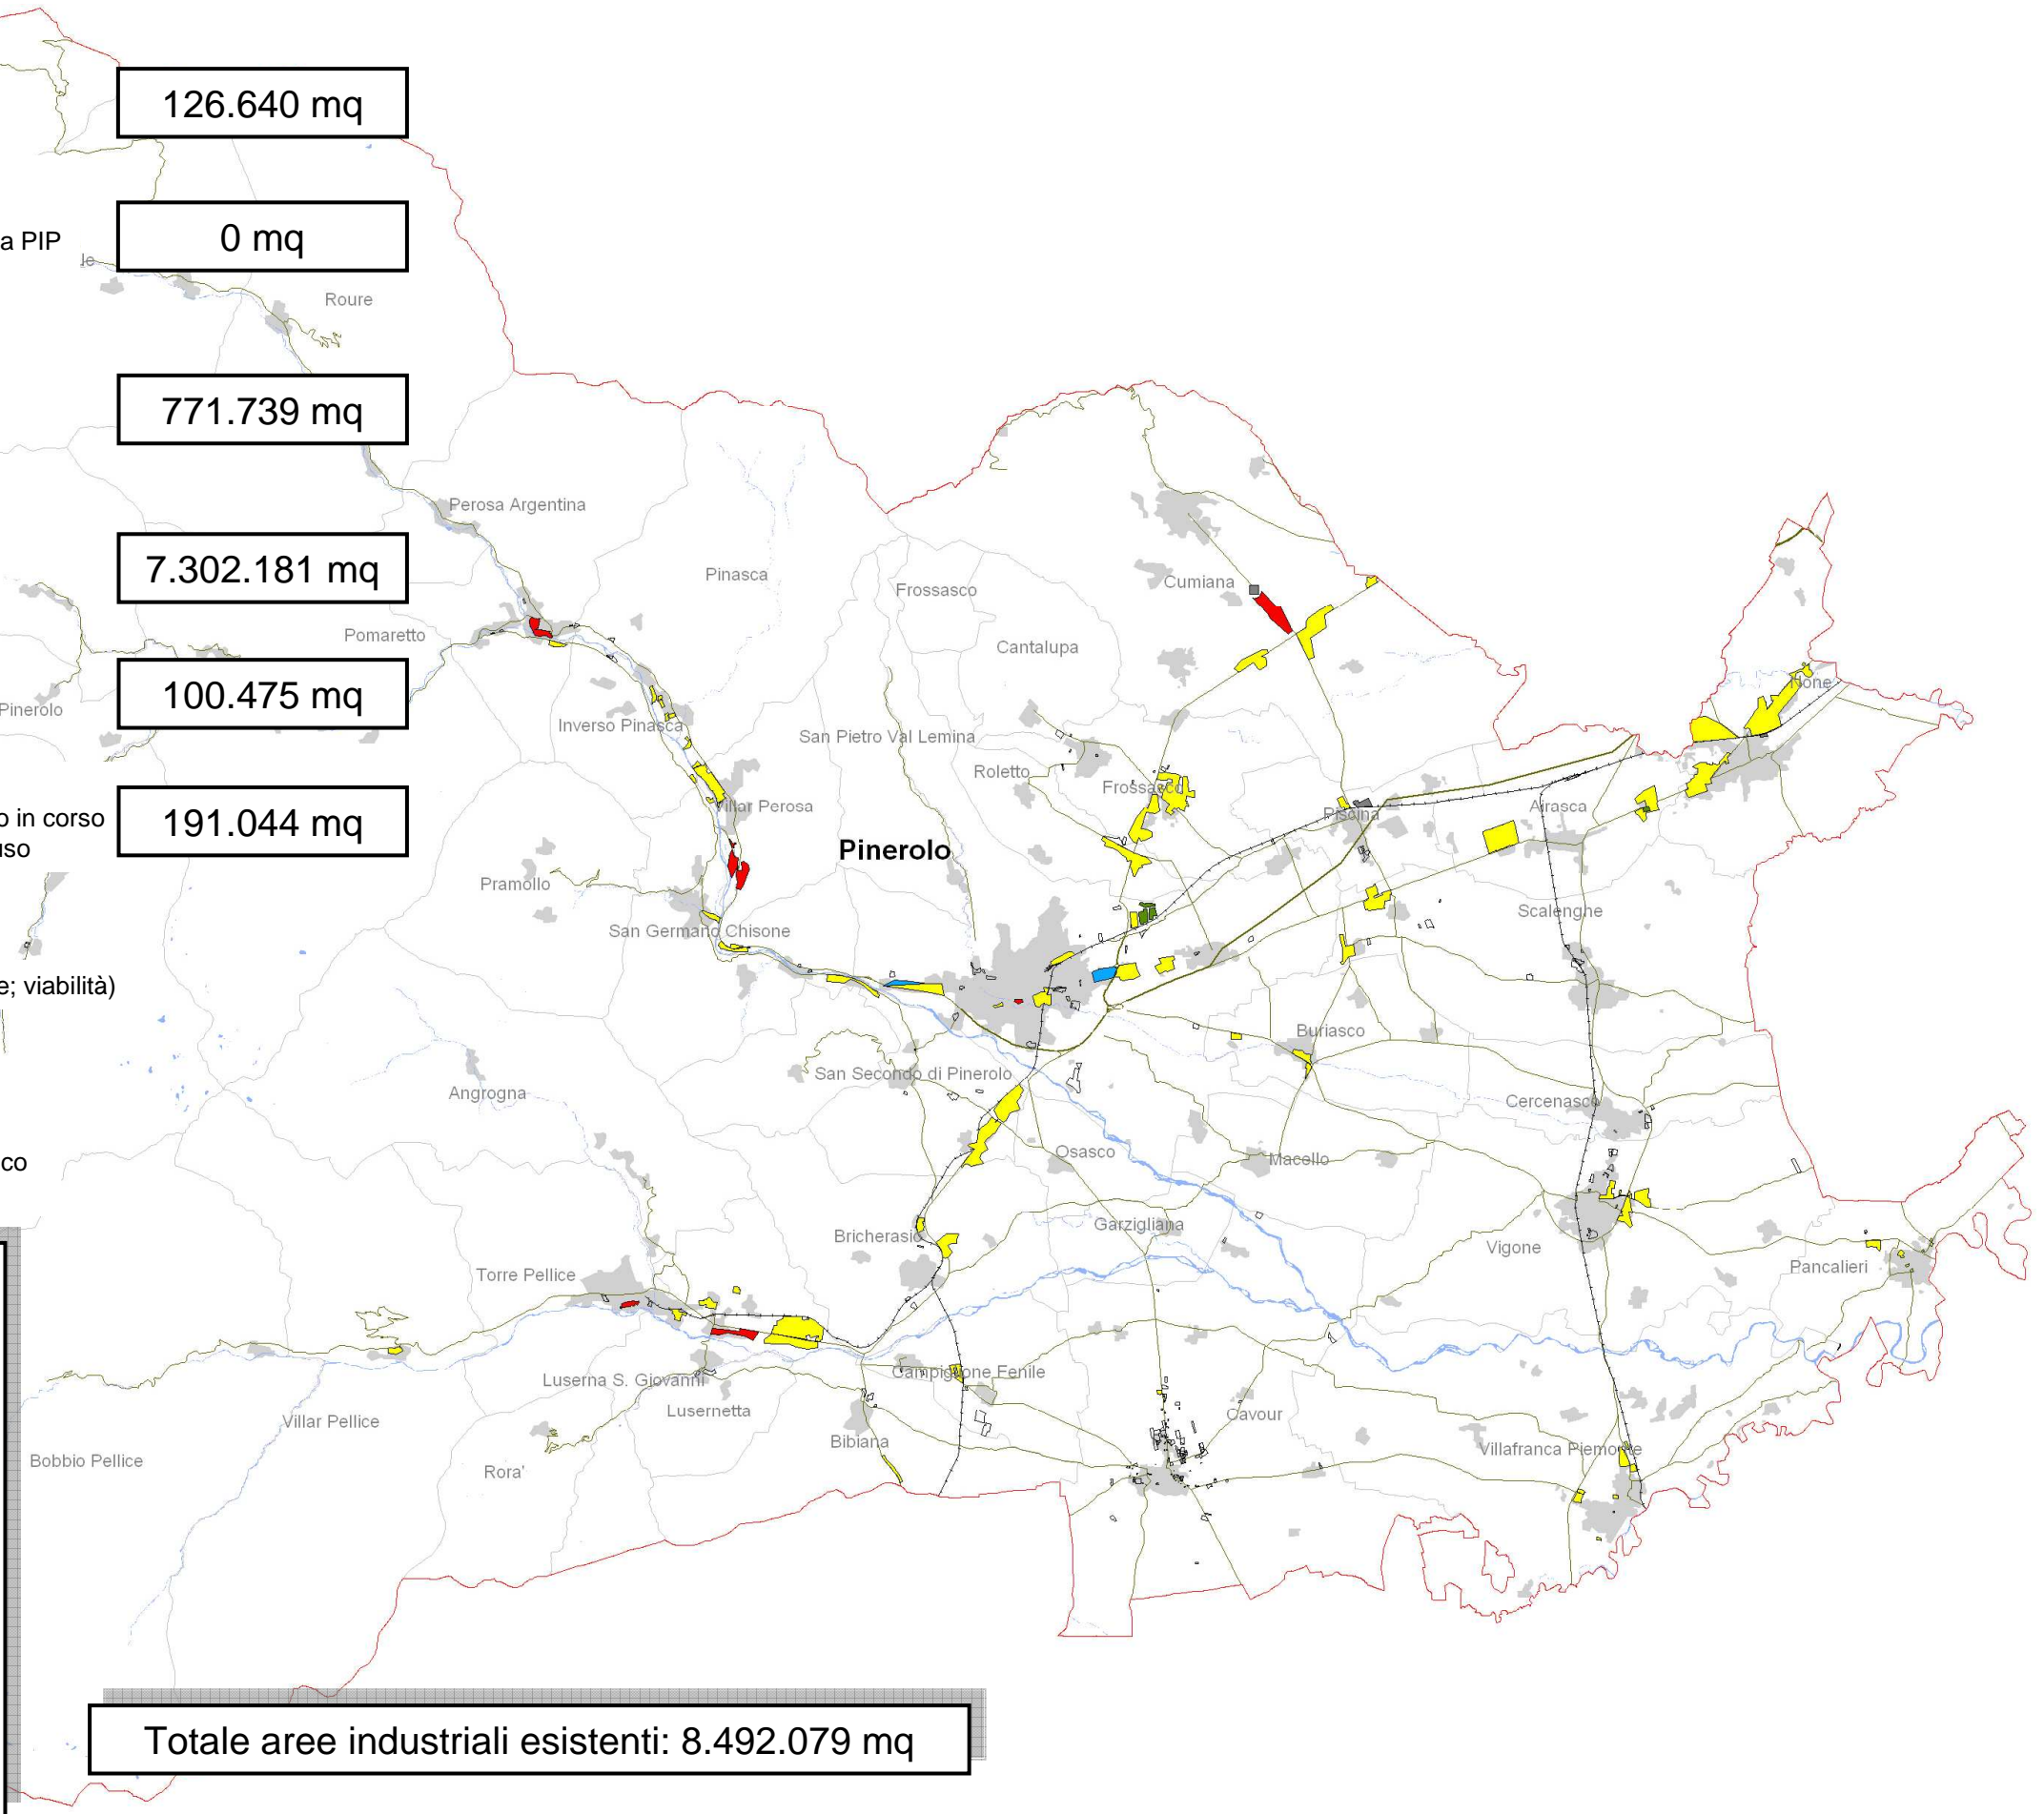 126.640 mq
a PIP
0 mq
le
Roure
771.739 mq
Perosa Argentina
7.302.181 mq
Pinasca
Frossasco
Cumiana
Pomaretto
Cantalupa
100.475 mq
Pinerolo
Inverso Pinasca
San Pietro Val Lemina
None
Roletto
Frossasco
Villar Perosa
Piscina
Airasca
o in corso
uso
191.044 mq
Pinerolo
Pramollo
Scalenghe
San Germano Chisone
e; viabilità)
Buriasco
San Secondo di Pinerolo
Angrogna
Cercenasco
co
Osasco
Macello
Garzigliana
Bricherasio
Vigone
Torre Pellice
Pancalieri
Luserna S. Giovanni
Campiglione Fenile
Lusernetta
Villar Pellice
Cavour
Bibiana
Villafranca Piemonte
Bobbio Pellice
Rora'
Totale aree industriali esistenti: 8.492.079 mq